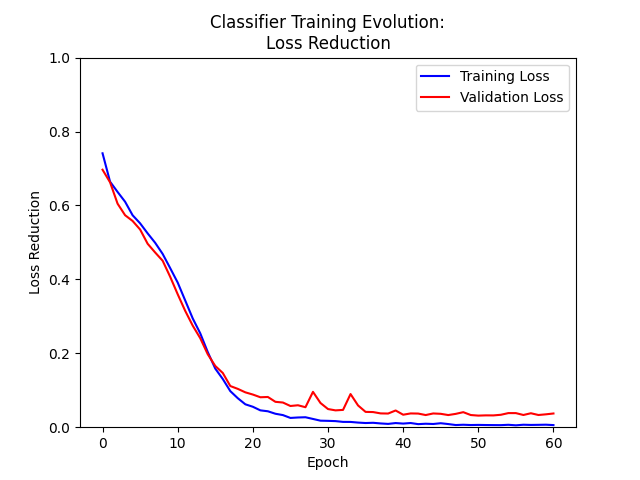 Classifier Training Evolution:
Loss Reduction
1.0
0.8
0.6
0.4
0.2
0.0
Loss Reduction
Training Loss
Validation Loss
0 10 20 30 40 50 60
Epoch